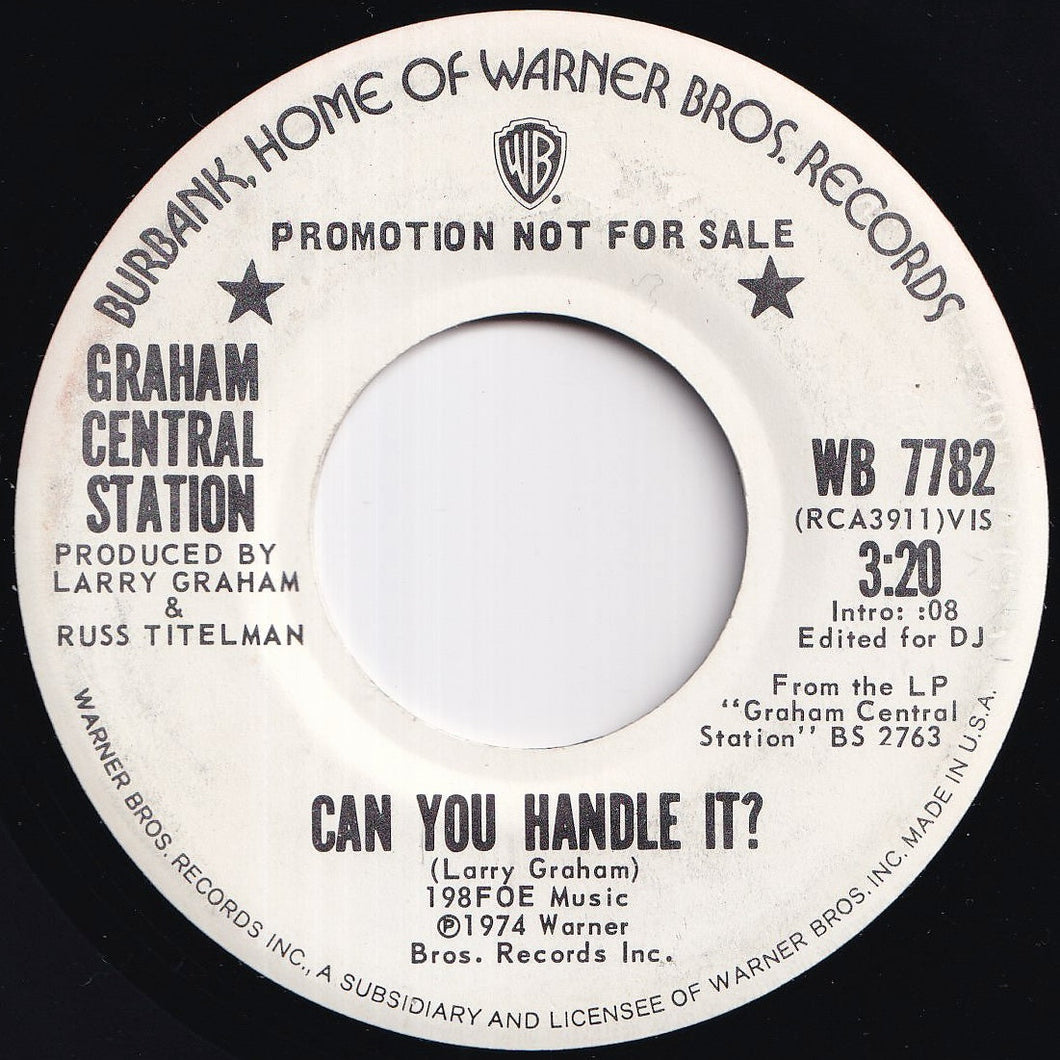 BURBANK, HOME OF WARNER BROS. RECORDS
WB
PROMOTION NOT FOR SALE
GRAHAM
CENTRAL
STATION
PRODUCED BY
LARRY GRAHAM
&
RUSS TITELMAN
WB 7782
(RCA3911)VIS
3:20
Intro: :08
Edited for DJ
From the LP
"Graham Central
Station" BS 2763
CAN YOU HANDLE IT?
(Larry Graham)
198FOE Music
℗1974 Warner
Bros. Records Inc.
WARNER BROS. RECORDS INC., A SUBSIDIARY AND LICENSEE OF WARNER BROS. INC. MADE IN U.S.A.